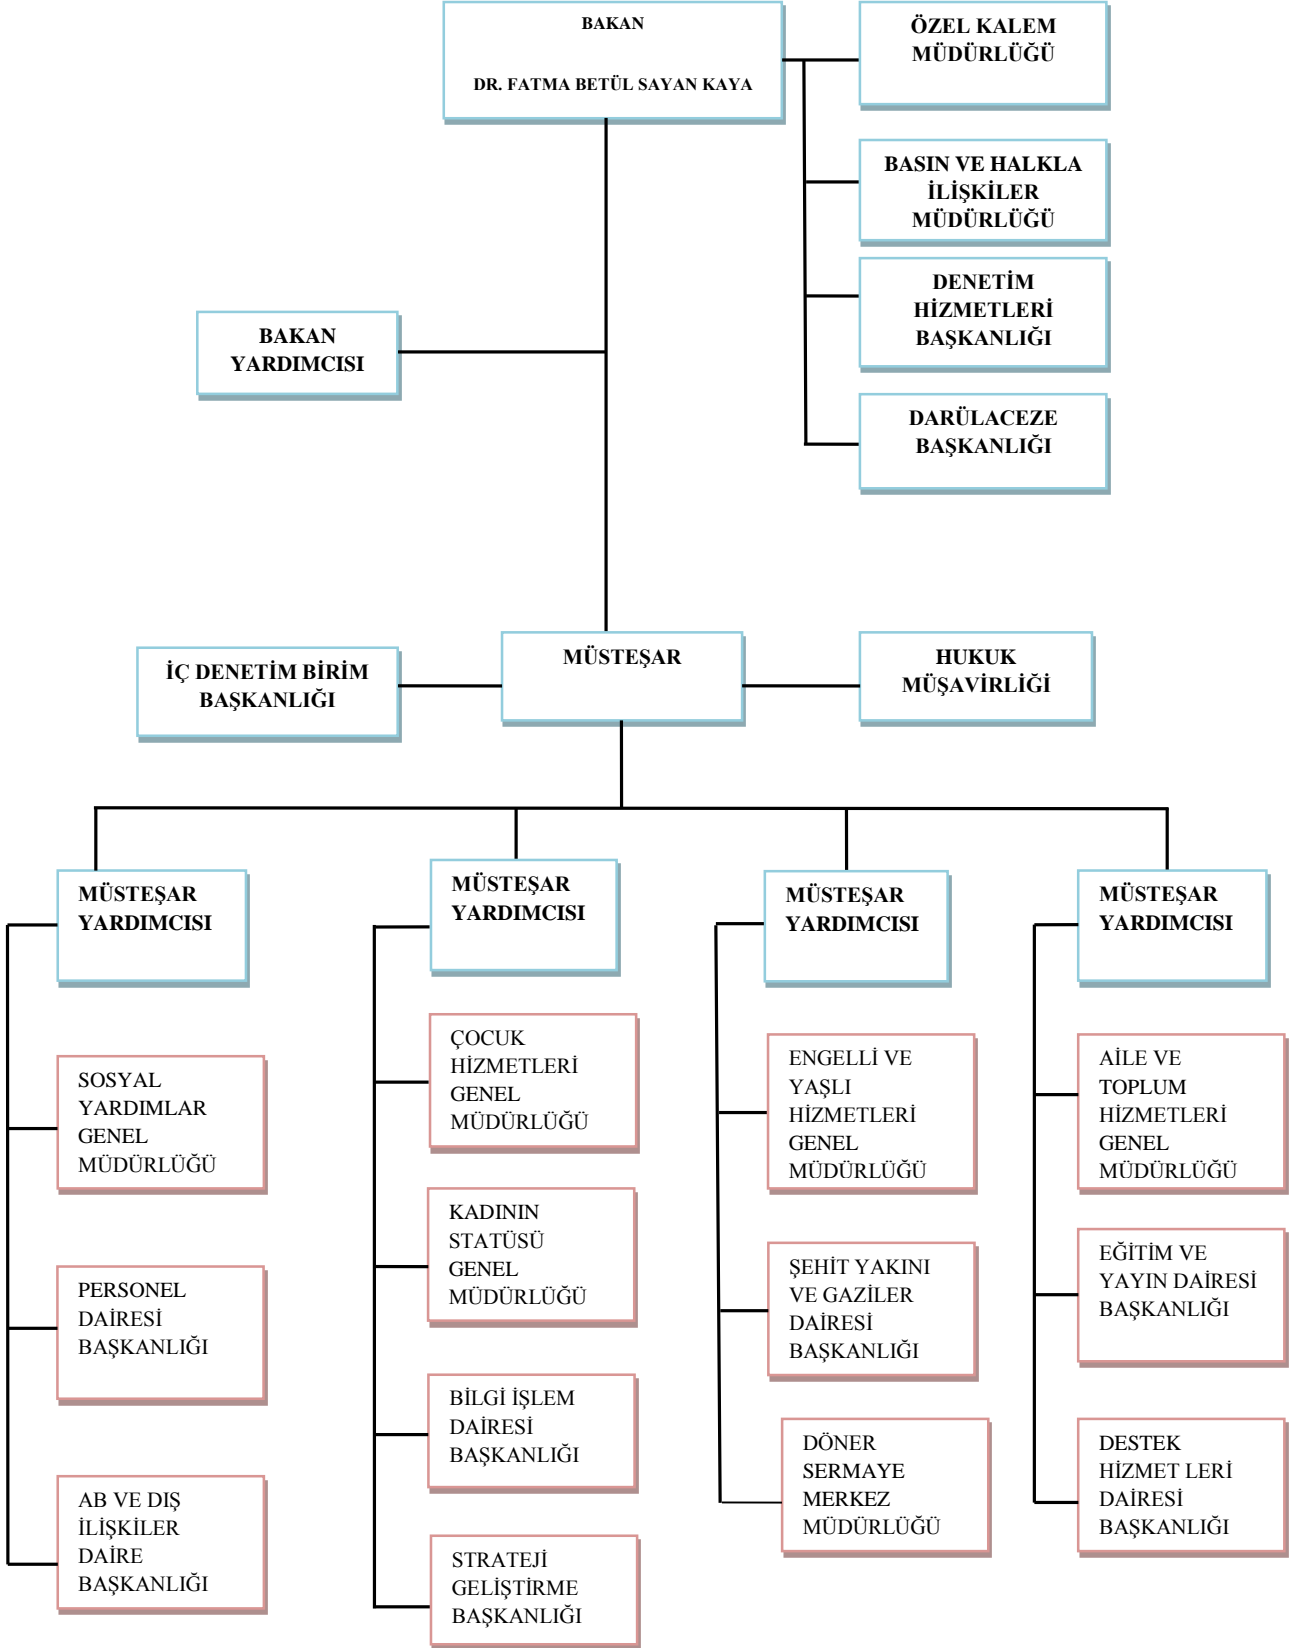 BAKAN
DR. FATMA BETÜL SAYAN KAYA
ÖZEL KALEM
MÜDÜRLÜĞÜ
BASIN VE HALKLA
İLİŞKİLER
MÜDÜRLÜĞÜ
DENETİM
HİZMETLERİ
BAŞKANLIĞI
DARÜLACEZE
BAŞKANLIĞI
BAKAN
YARDIMCISI
İÇ DENETİM BİRİM
BAŞKANLIĞI
MÜSTEŞAR
HUKUK
MÜŞAVİRLİĞİ
MÜSTEŞAR
YARDIMCISI
SOSYAL
YARDIMLAR
GENEL
MÜDÜRLÜĞÜ
PERSONEL
DAİRESİ
BAŞKANLIĞI
AB VE DIŞ
İLİŞKİLER
DAİRE
BAŞKANLIĞI
MÜSTEŞAR
YARDIMCISI
ÇOCUK
HİZMETLERİ
GENEL
MÜDÜRLÜĞÜ
KADININ
STATÜSÜ
GENEL
MÜDÜRLÜĞÜ
BİLGİ İŞLEM
DAİRESİ
BAŞKANLIĞI
STRATEJİ
GELİŞTİRME
BAŞKANLIĞI
MÜSTEŞAR
YARDIMCISI
ENGELLİ VE
YAŞLI
HİZMETLERİ
GENEL
MÜDÜRLÜĞÜ
ŞEHİT YAKINI
VE GAZİLER
DAİRESİ
BAŞKANLIĞI
DÖNER
SERMAYE
MERKEZ
MÜDÜRLÜĞÜ
MÜSTEŞAR
YARDIMCISI
AİLE VE
TOPLUM
HİZMETLERİ
GENEL
MÜDÜRLÜĞÜ
EĞİTİM VE
YAYIN DAİRESİ
BAŞKANLIĞI
DESTEK
HİZMET LERİ
DAİRESİ
BAŞKANLIĞI